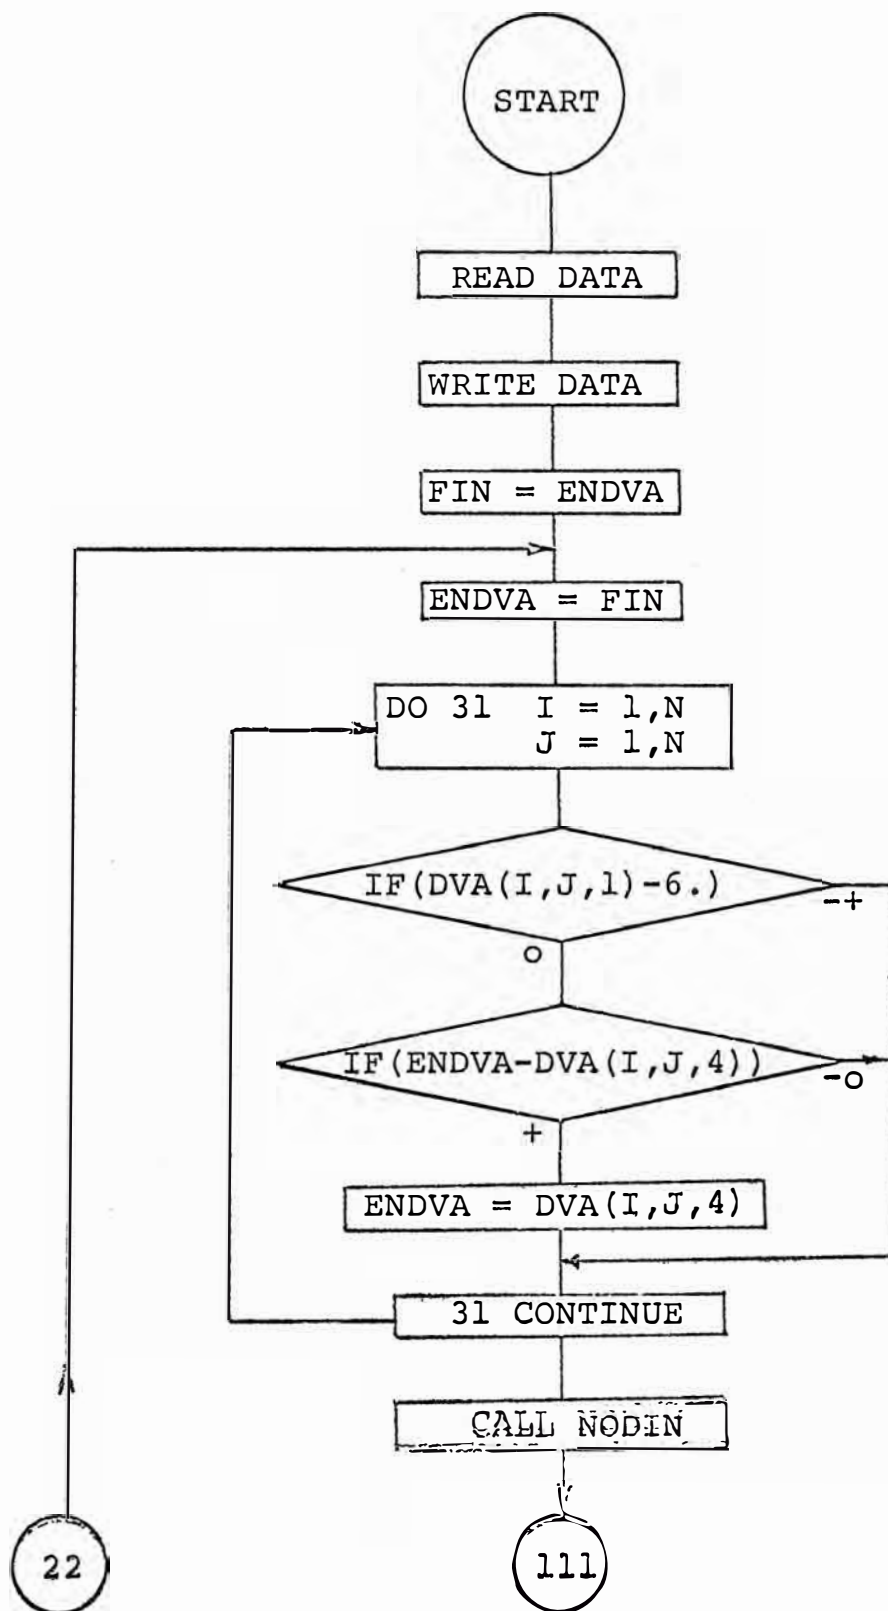 START
READ DATA
WRITE DATA
FIN = ENDVA
ENDVA = FIN
DO 31 I = 1,N
J = 1,N
IF(DVA(I,J,1)-6.)
-+
O
IF(ENDVA-DVA(I,J,4))
-O
+
ENDVA = DVA(I,J,4)
31 CONTINUE
CALL NODIN
22
111